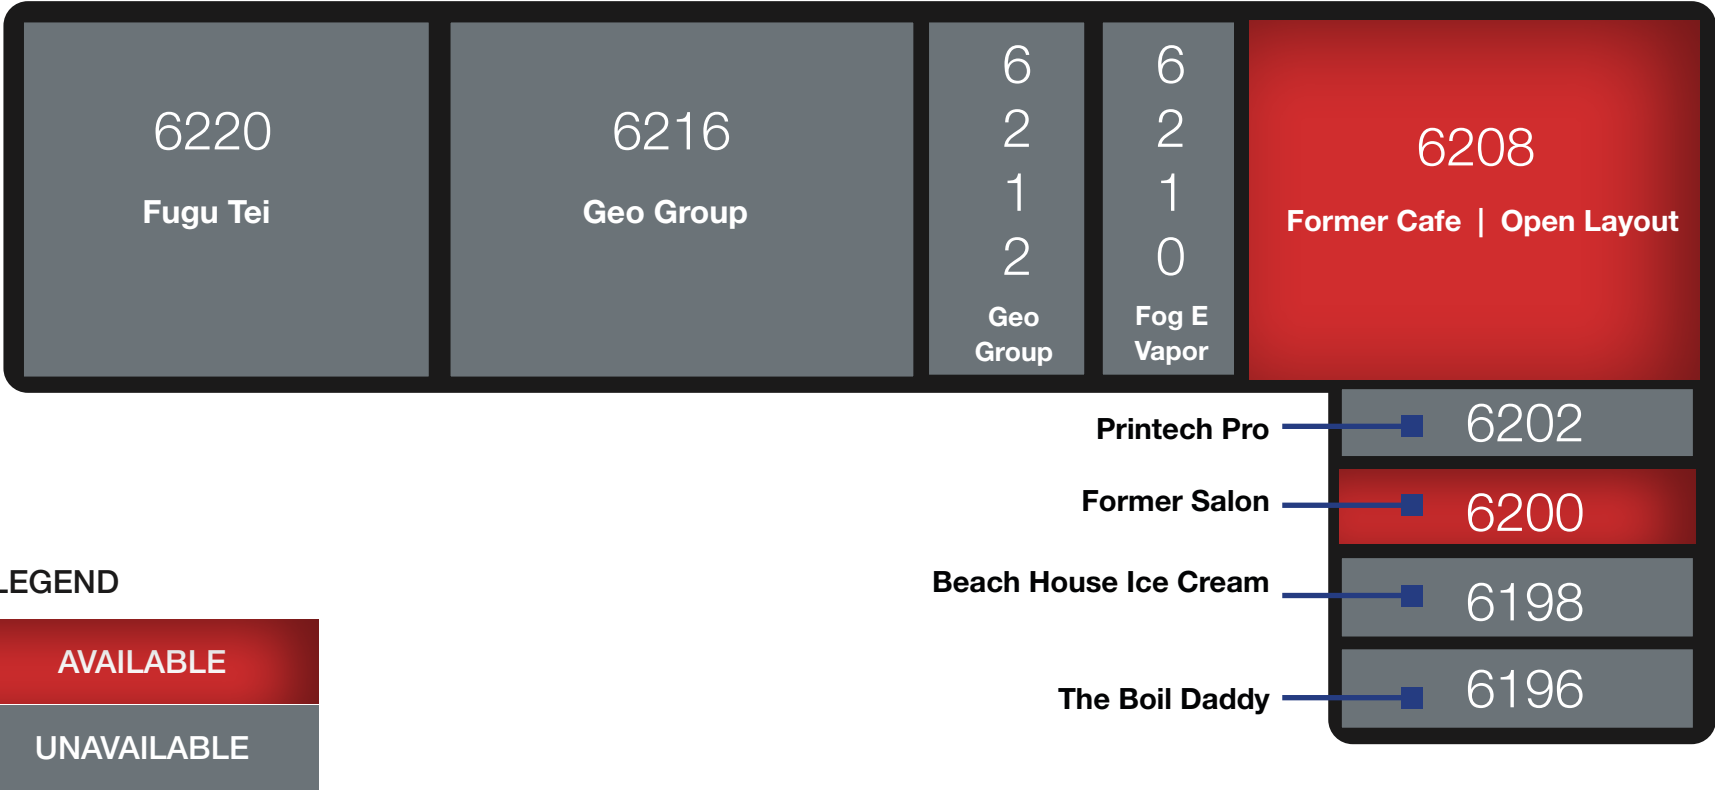 6220
Fugu Tei
6216
Geo Group
6
2
1
2
Geo
Group
6
2
1
0
Fog E
Vapor
6208
Former Cafe | Open Layout
Printech Pro
6202
Former Salon
6200
Beach House Ice Cream
6198
The Boil Daddy
6196
LEGEND
AVAILABLE
UNAVAILABLE